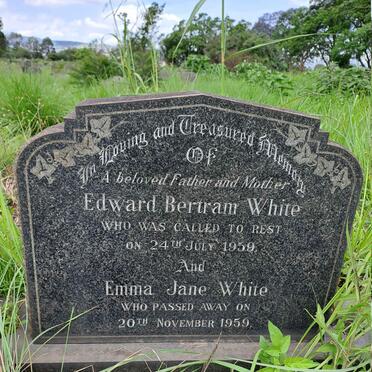 In Loving and Treasured Memory
Of
A beloved Father and Mother
Edward Bertram White
WHO WAS CALLED TO REST
ON 24TH JULY 1959.
And
Emma Jane White
WHO PASSED AWAY ON
20TH NOVEMBER 1959.